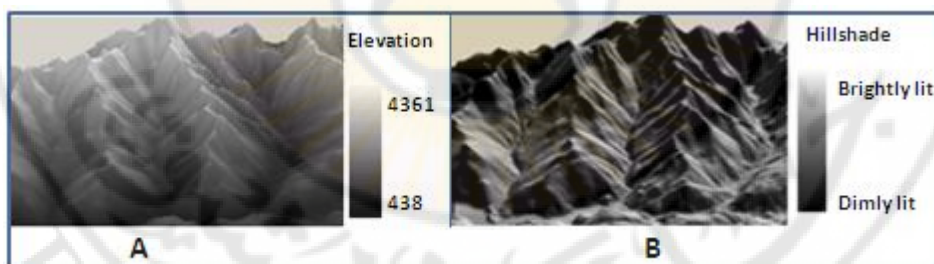 Elevation
4361
438
A
Hillshade
Brightly lit
Dimly lit
B